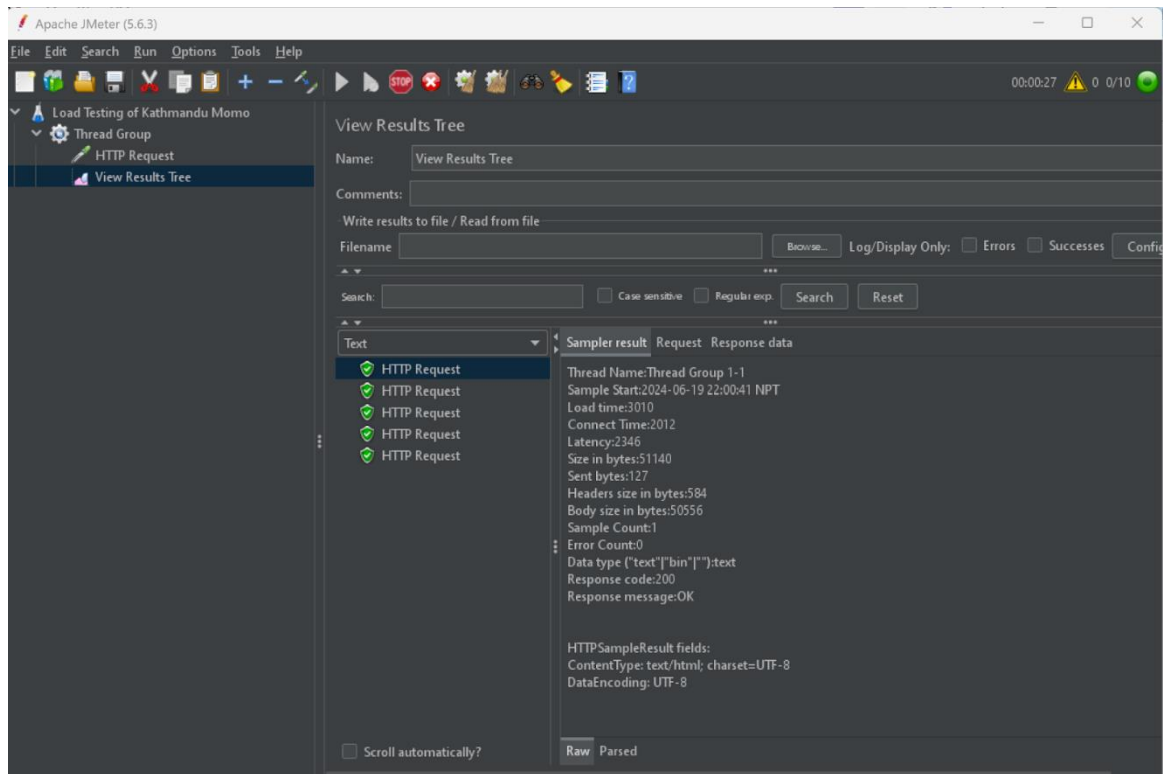 Apache JMeter (5.6.3)
File Edit Search Run Options Tools Help
STOP
00:00:27 0 0/10
Load Testing of Kathmandu Momo
Thread Group
HTTP Request
View Results Tree
View Results Tree
Name: View Results Tree
Comments:
Write results to file / Read from file
Filename Browse... Log/Display Only: Errors Successes Config
Search: Case sensitive Regular exp. Search Reset
Text
HTTP Request
HTTP Request
HTTP Request
HTTP Request
HTTP Request
Scroll automatically?
Sampler result Request Response data
Thread Name:Thread Group 1-1
Sample Start:2024-06-19 22:00:41 NPT
Load time:3010
Connect Time:2012
Latency:2346
Size in bytes:51140
Sent bytes:127
Headers size in bytes:584
Body size in bytes:50556
Sample Count:1
Error Count:0
Data type ("text"|"bin"|""):text
Response code:200
Response message:OK
HTTPSampleResult fields:
ContentType: text/html; charset=UTF-8
DataEncoding: UTF-8
Raw Parsed